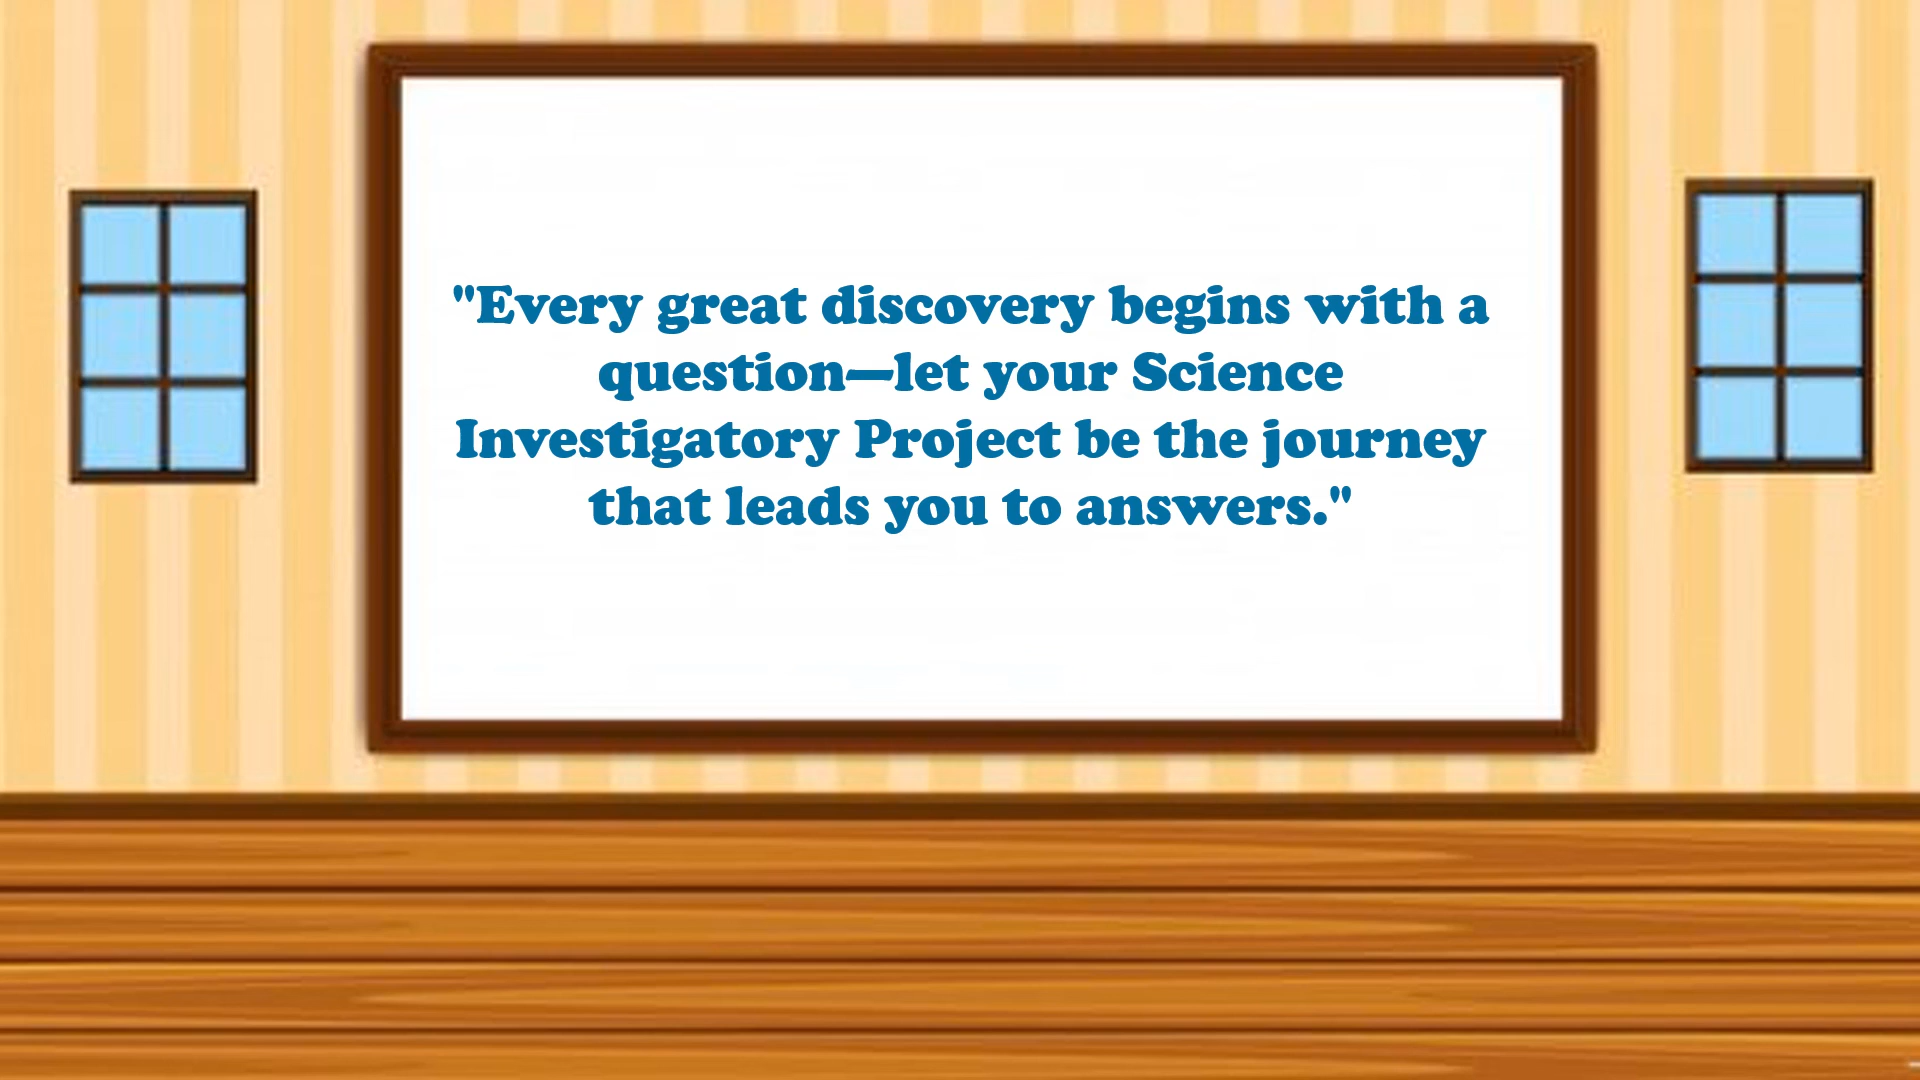 "Every great discovery begins with a
question—let your Science
Investigatory Project be the journey
that leads you to answers."